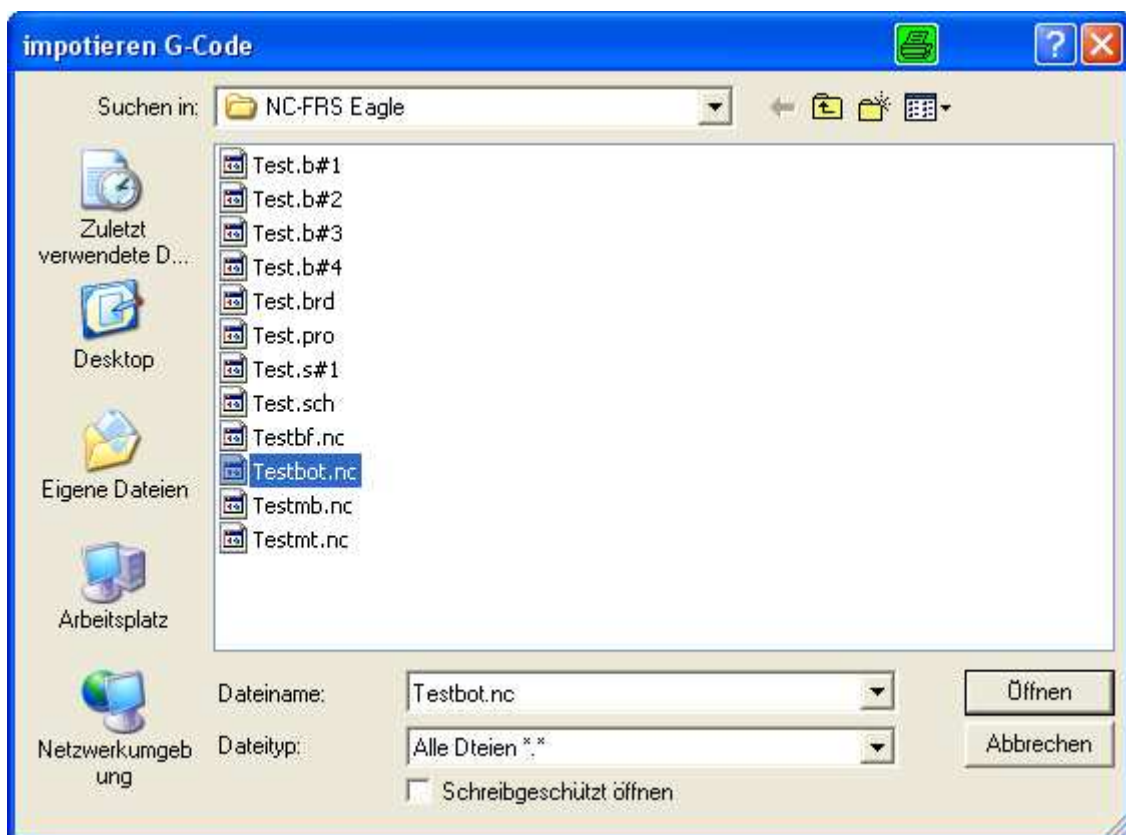 impotieren G-Code
Suchen in:
NC-FRS Eagle
Zuletzt
verwendete D...
Desktop
Eigene Dateien
Arbeitsplatz
Netzwerkumgeb
ung
Test.b#1
Test.b#2
Test.b#3
Test.b#4
Test.brd
Test.pro
Test.s#1
Test.sch
Testbf.nc
Testbot.nc
Testmb.nc
Testmt.nc
Dateiname:
Testbot.nc
Öffnen
Dateityp:
Alle Dteien *.*
Abbrechen
Schreibgeschützt öffnen